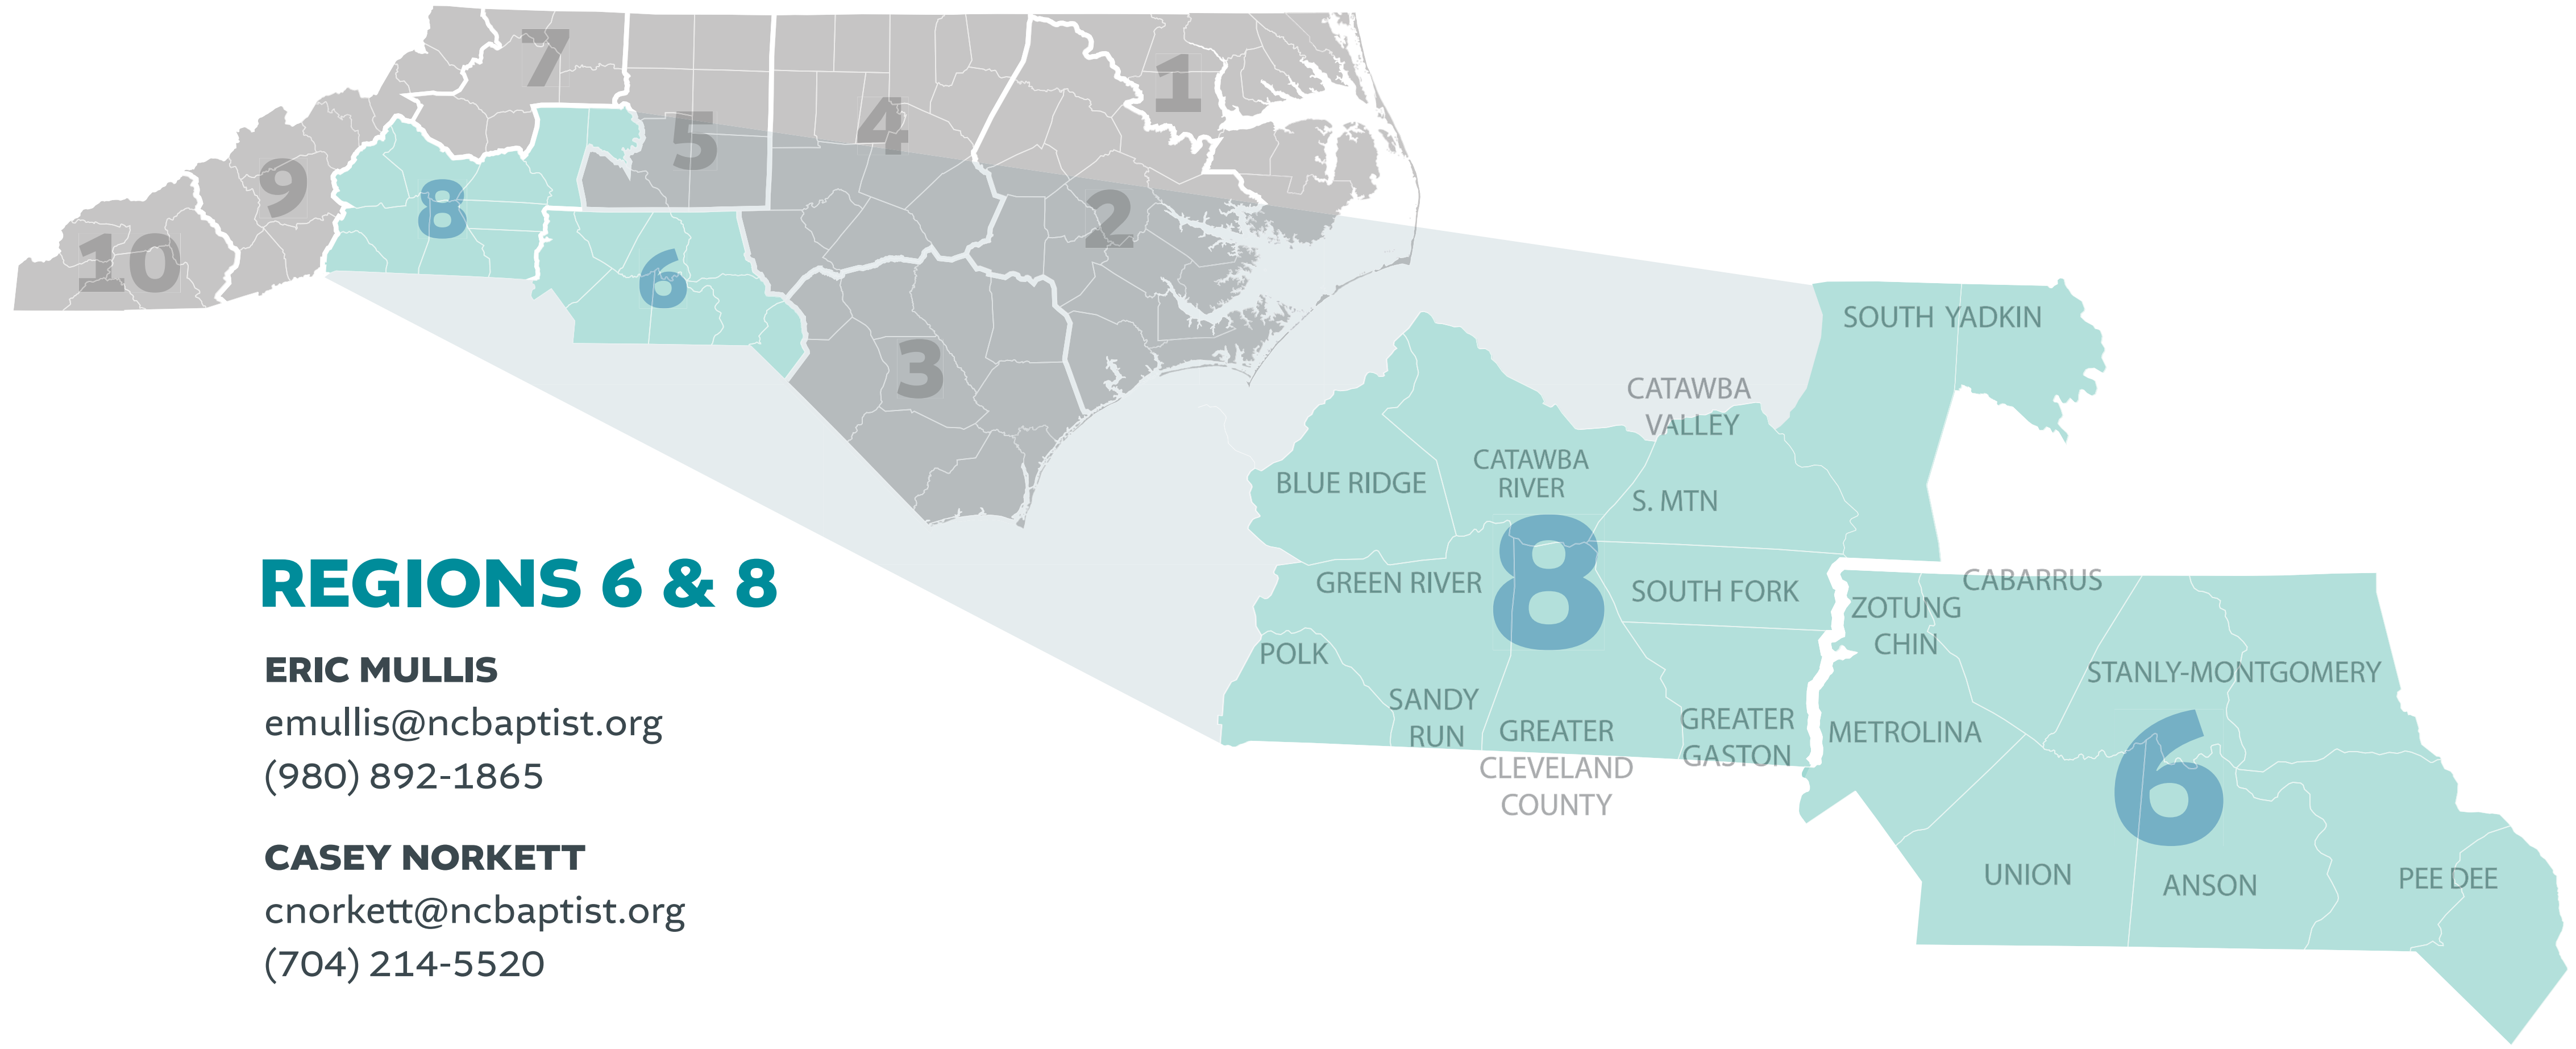 7
1
5
4
9
8
2
10
6
3
SOUTH YADKIN
CATAWBA
VALLEY
CATAWBA
RIVER
BLUE RIDGE
S. MTN
8
GREEN RIVER
SOUTH FORK
CABARRUS
ZOTUNG
CHIN
POLK
STANLY-MONTGOMERY
SANDY
RUN
GREATER
CLEVELAND
COUNTY
GREATER
GASTON
METROLINA
6
UNION
ANSON
PEE DEE
REGIONS 6 & 8
ERIC MULLIS
emullis@ncbaptist.org
(980) 892-1865
CASEY NORKETT
cnorkett@ncbaptist.org
(704) 214-5520